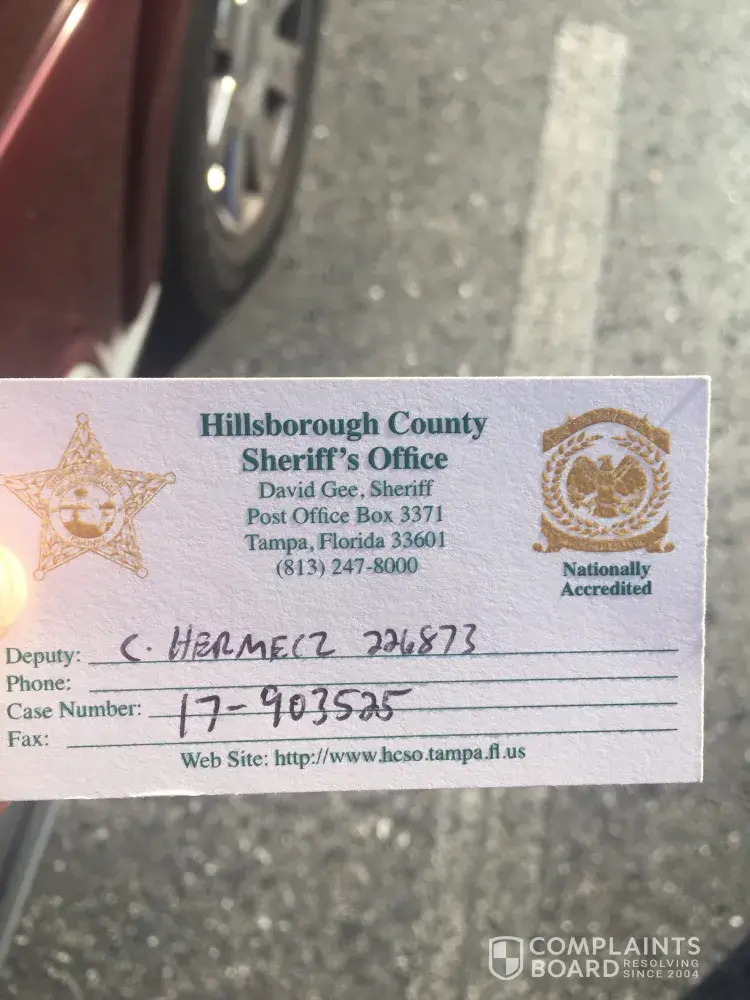 Hillsborough County
Sheriff's Office
David Gee, Sheriff
Post Office Box 3371
Tampa, Florida 33601
(813) 247-8000
Nationally
Accredited
Deputy: C. HERMECZ 226873
Phone:
Case Number: 17-903525
Fax:
Web Site: http://www.hcso.tampa.fl.us
COMPLAINTS
BOARD RESOLVING
SINCE 2004